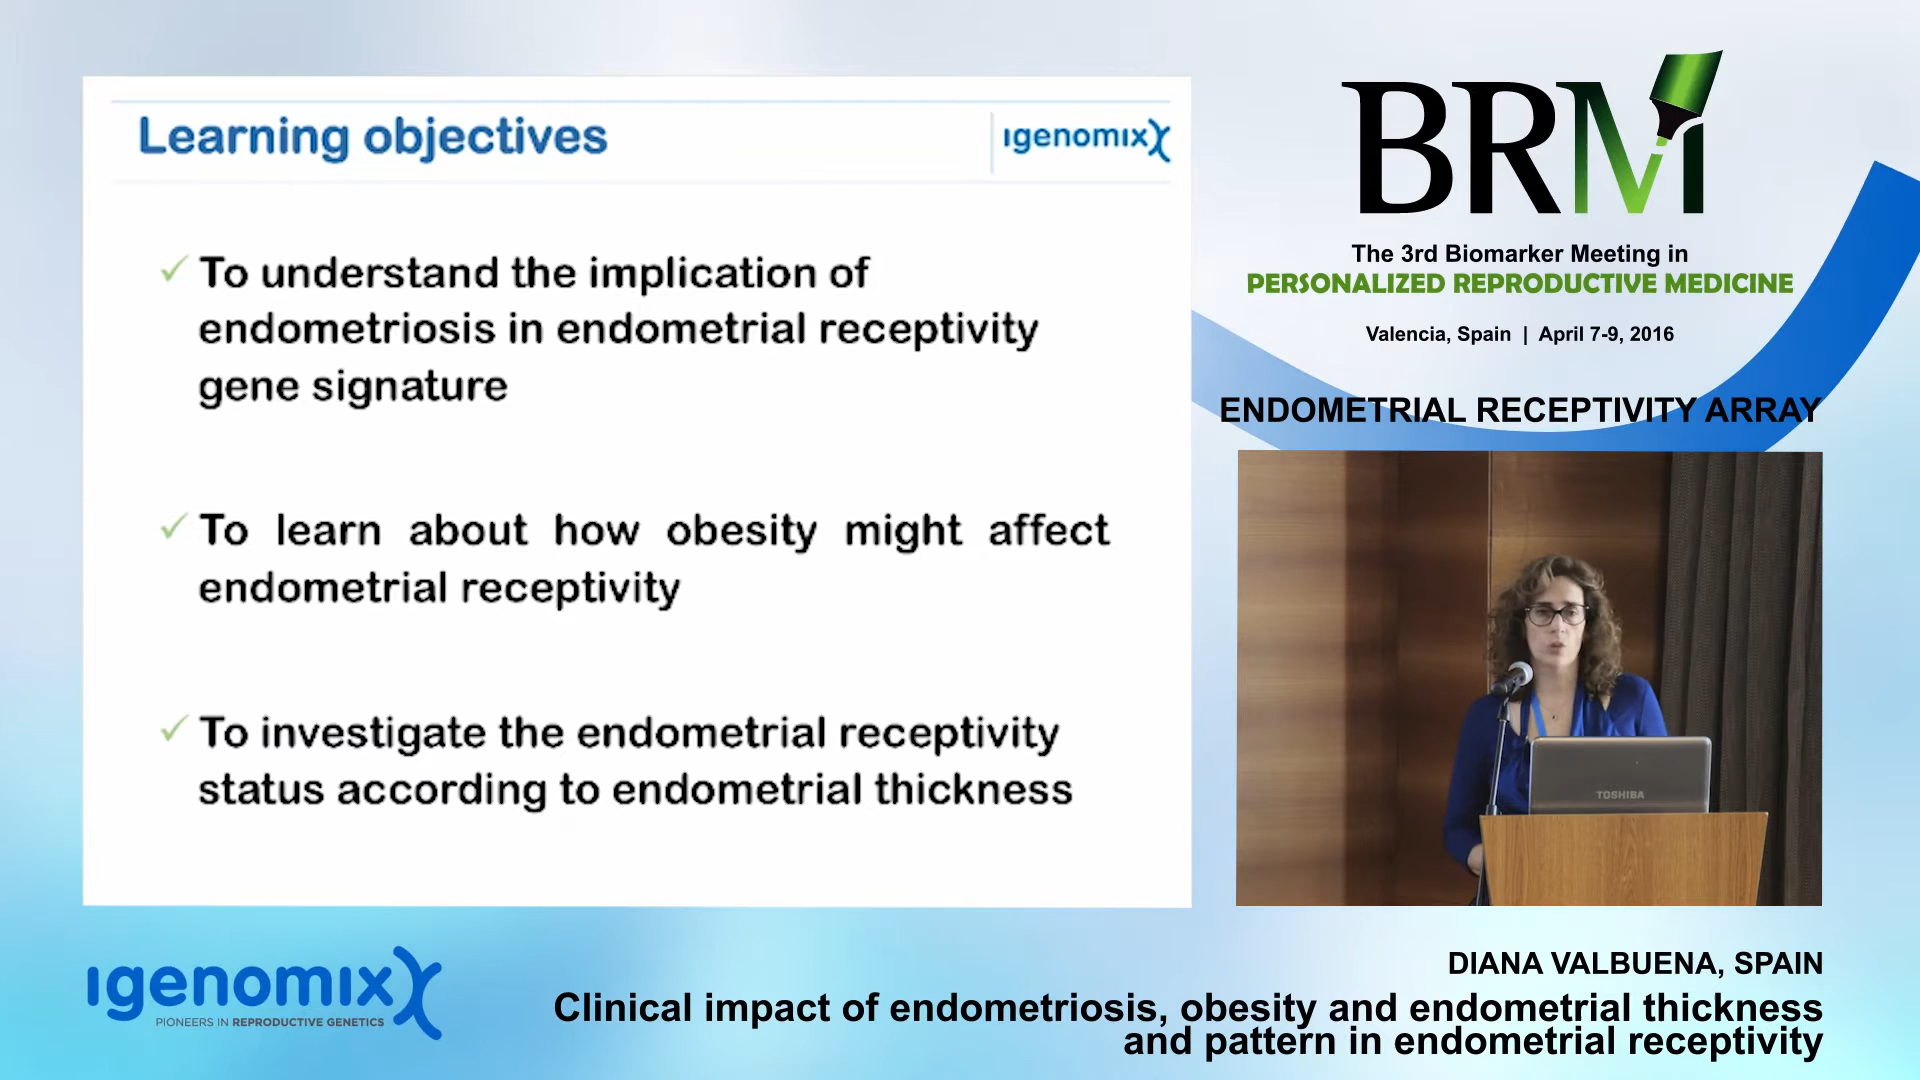 Learning objectives
igenomix
To understand the implication of
endometriosis in endometrial receptivity
gene signature
To learn about how obesity might affect
endometrial receptivity
To investigate the endometrial receptivity
status according to endometrial thickness
BRM
The 3rd Biomarker Meeting in
PERSONALIZED REPRODUCTIVE MEDICINE
Valencia, Spain | April 7-9, 2016
ENDOMETRIAL RECEPTIVITY ARRAY
TOSHIBA
igenomix
PIONEERS IN REPRODUCTIVE GENETICS
DIANA VALBUENA, SPAIN
Clinical impact of endometriosis, obesity and endometrial thickness
and pattern in endometrial receptivity